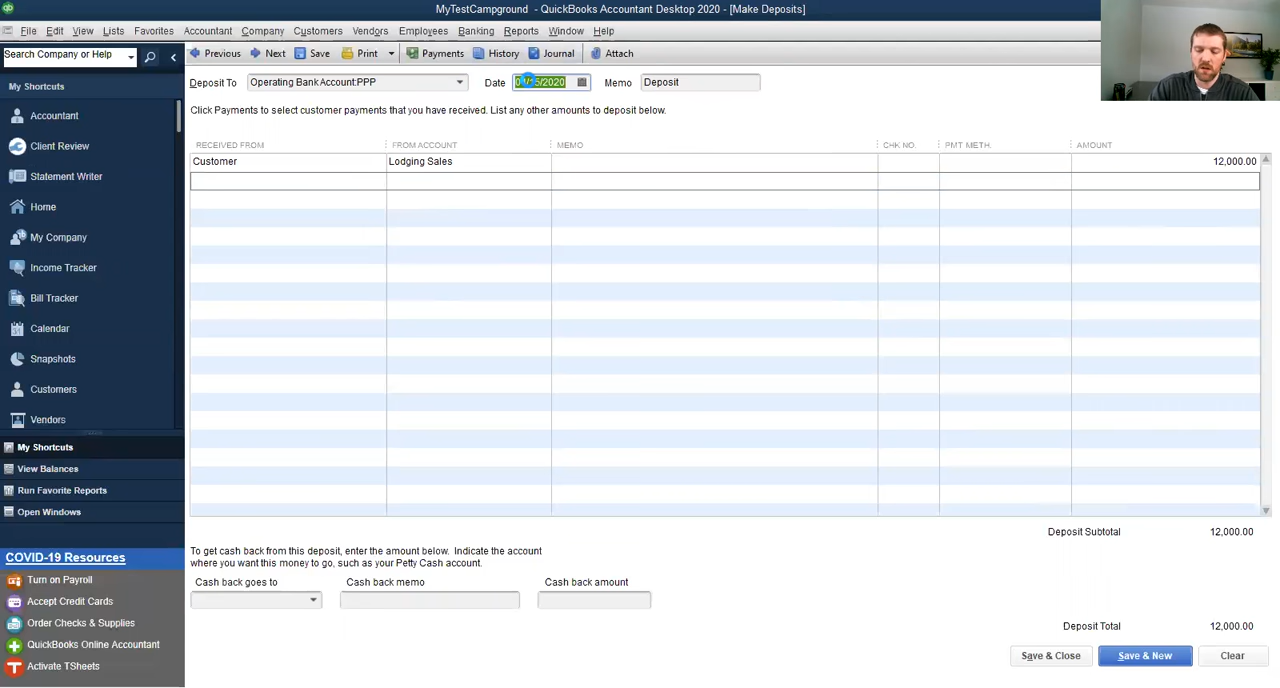 MyTestCampground - QuickBooks Accountant Desktop 2020 - [Make Deposits]
File Edit View Lists Favorites Accountant Company Customers Vendors Employees Banking Reports Window Help
Search Company or Help
Previous Next Save Print Payments History Journal Attach
My Shortcuts
Deposit To Operating Bank Account:PPP Date Memo Deposit
Click Payments to select customer payments that you have received. List any other amounts to deposit below.
Accountant
Client Review
Statement Writer
Home
My Company
Income Tracker
Bill Tracker
Calendar
Snapshots
Customers
Vendors
RECEIVED FROM FROM ACCOUNT MEMO CHK NO. PMT METH. AMOUNT
Customer Lodging Sales 12,000.00
My Shortcuts
View Balances
Run Favorite Reports
Open Windows
COVID-19 Resources
Turn on Payroll
Accept Credit Cards
Order Checks & Supplies
QuickBooks Online Accountant
Activate TSheets
Deposit Subtotal 12,000.00
To get cash back from this deposit, enter the amount below. Indicate the account
where you want this money to go, such as your Petty Cash account.
Cash back goes to Cash back memo Cash back amount
Deposit Total 12,000.00
Save & Close Save & New Clear